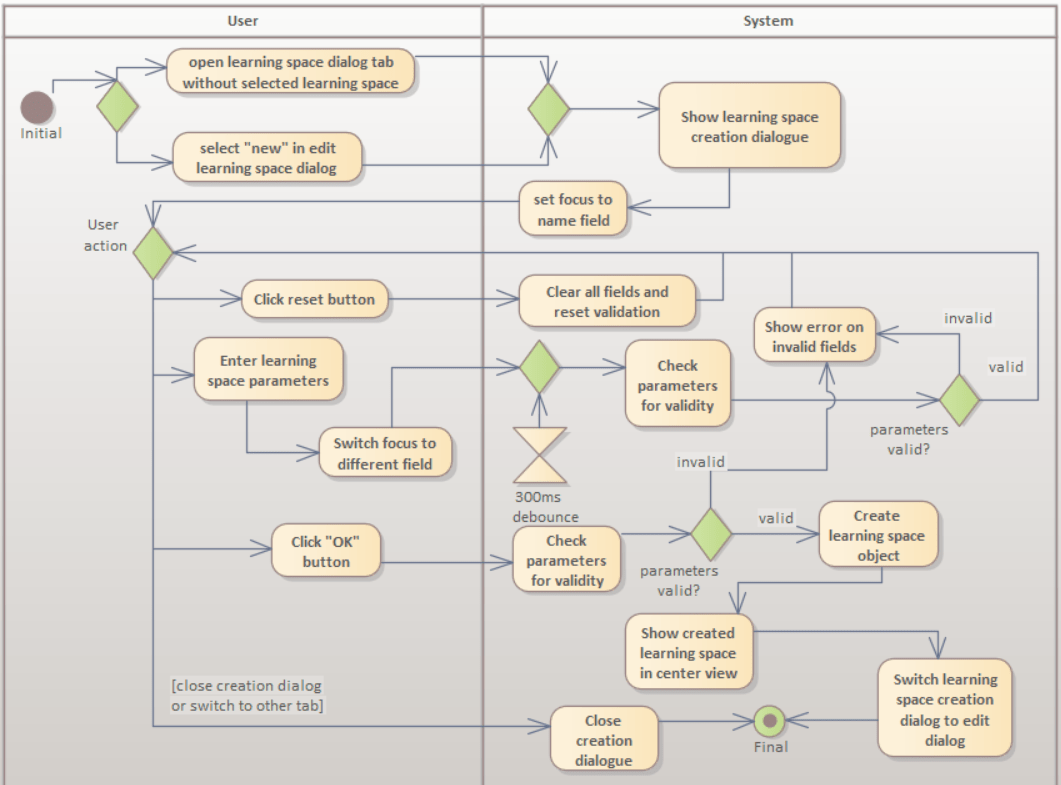 User
System
open learning space dialog tab
without selected learning space
Initial
select "new" in edit
learning space dialog
Show learning space
creation dialogue
set focus to
name field
User
action
Click reset button
Clear all fields and
reset validation
Show error on
invalid fields
invalid
valid
Enter learning
space parameters
Check
parameters
for validity
parameters
valid?
Switch focus to
different field
300ms
debounce
invalid
valid
Create
learning space
object
Click "OK"
button
Check
parameters
for validity
parameters
valid?
Show created
learning space
in center view
Switch learning
space creation
dialog to edit
dialog
[close creation dialog
or switch to other tab]
Close
creation
dialogue
Final